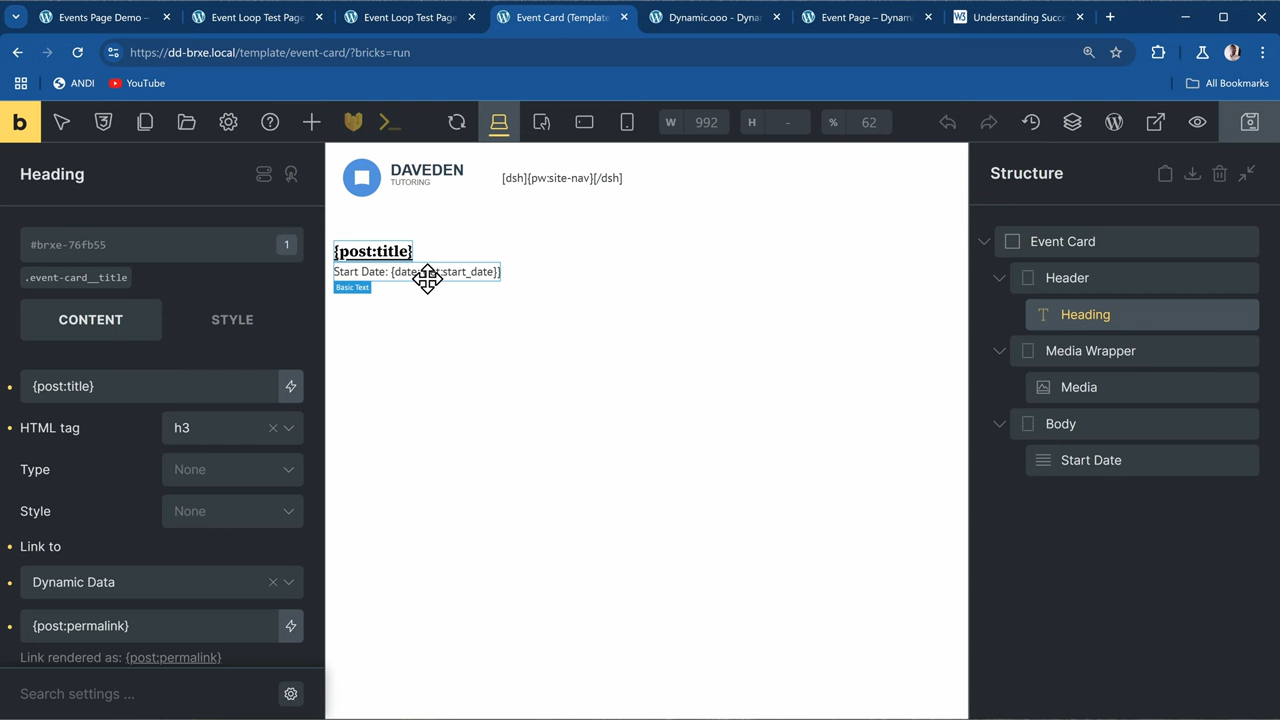 Events Page Demo –
Event Loop Test Page
Event Loop Test Page
Event Card (Template
Dynamic.ooo - Dyna
Event Page – Dynami
W3
Understanding Succe
https://dd-brxe.local/template/event-card/?bricks=run
ANDI
YouTube
All Bookmarks
b
W 992
H -
% 62
Heading
#brxe-76fb55
1
.event-card__title
CONTENT
STYLE
{post:title}
HTML tag
h3
Type
None
Style
None
Link to
Dynamic Data
{post:permalink}
Link rendered as: {post:permalink}
Search settings ...
DAVEDEN
TUTORING
[dsh]{pw:site-nav}[/dsh]
{post:title}
Start Date: {date: :start_date}}
Basic Text
Structure
Event Card
Header
Heading
Media Wrapper
Media
Body
Start Date